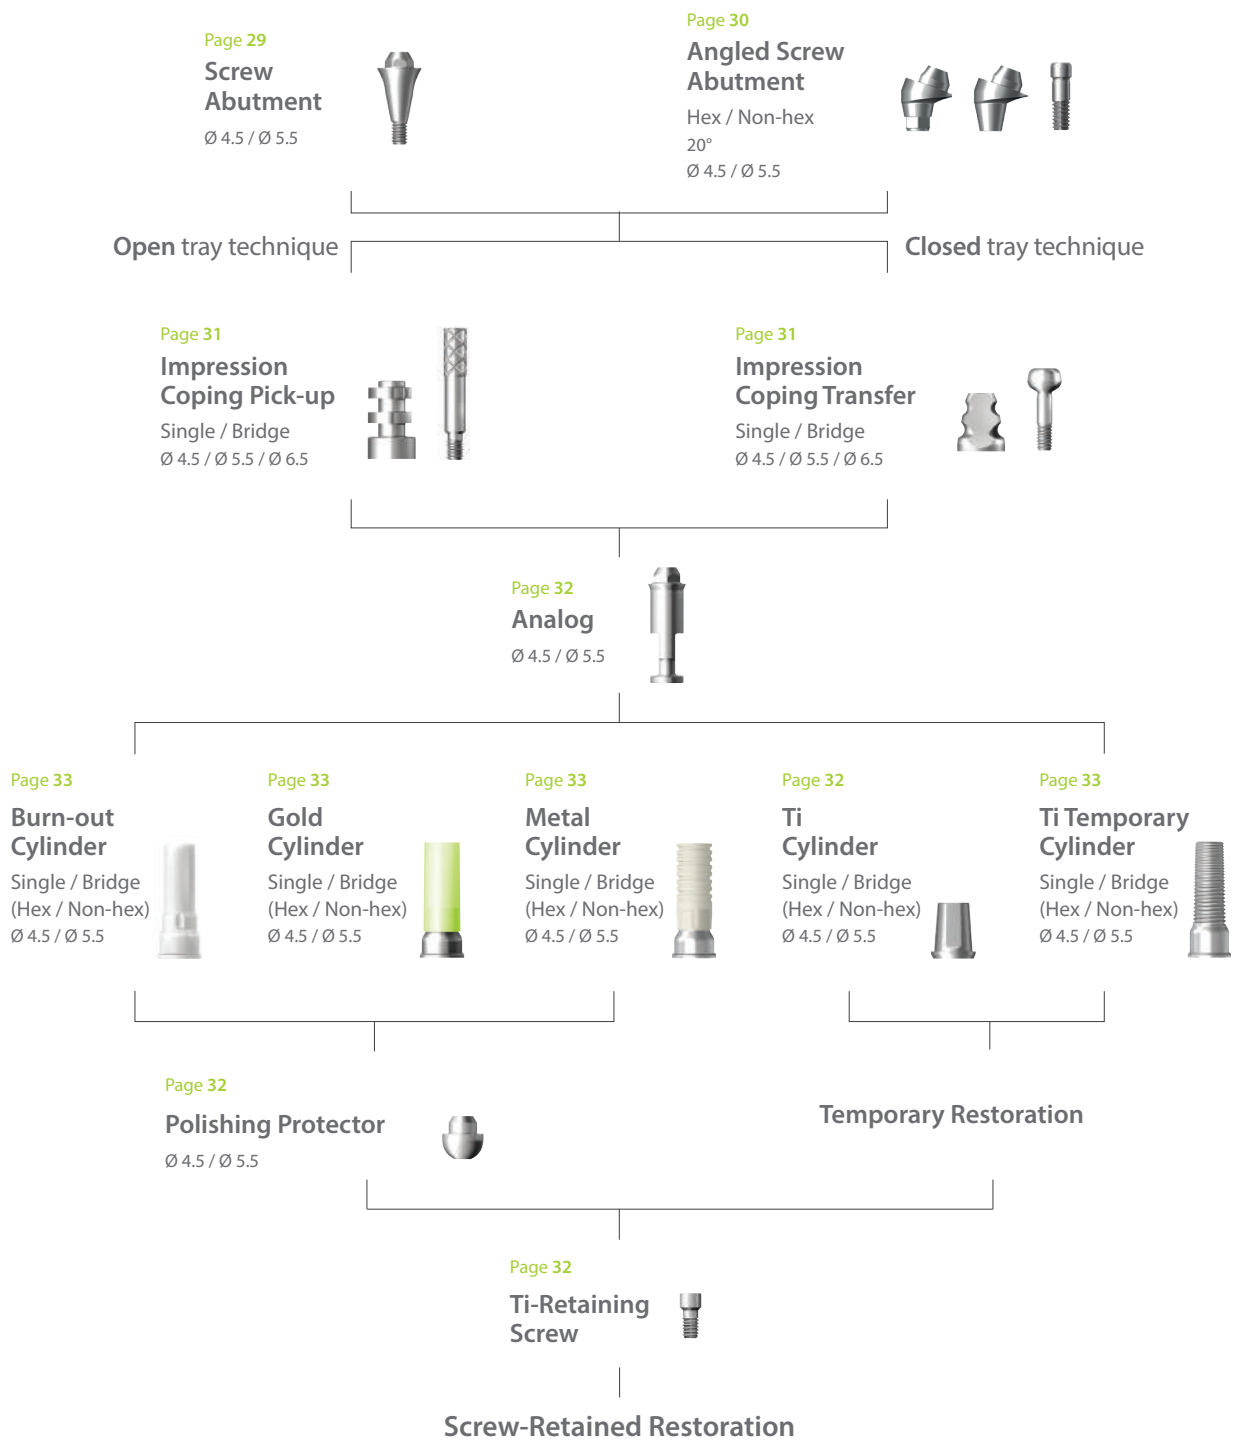 Page 29
Screw
Abutment
Ø 4.5 / Ø 5.5
Page 30
Angled Screw
Abutment
Hex / Non-hex
20°
Ø 4.5 / Ø 5.5
Open tray technique
Closed tray technique
Page 31
Impression
Coping Pick-up
Single / Bridge
Ø 4.5 / Ø 5.5 / Ø 6.5
Page 31
Impression
Coping Transfer
Single / Bridge
Ø 4.5 / Ø 5.5 / Ø 6.5
Page 32
Analog
Ø 4.5 / Ø 5.5
Page 33
Burn-out
Cylinder
Single / Bridge
(Hex / Non-hex)
Ø 4.5 / Ø 5.5
Page 33
Gold
Cylinder
Single / Bridge
(Hex / Non-hex)
Ø 4.5 / Ø 5.5
Page 33
Metal
Cylinder
Single / Bridge
(Hex / Non-hex)
Ø 4.5 / Ø 5.5
Page 32
Ti
Cylinder
Single / Bridge
(Hex / Non-hex)
Ø 4.5 / Ø 5.5
Page 33
Ti Temporary
Cylinder
Single / Bridge
(Hex / Non-hex)
Ø 4.5 / Ø 5.5
Page 32
Polishing Protector
Ø 4.5 / Ø 5.5
Temporary Restoration
Page 32
Ti-Retaining
Screw
Screw-Retained Restoration